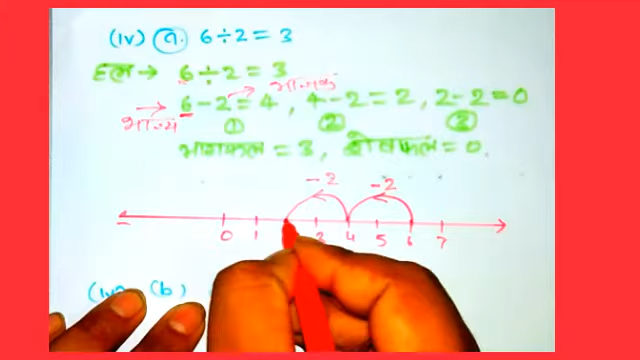 (iv) (a.) 6÷2=3
हल→ 6÷2=3
→ 6-2=4, 4-2=2, 2-2=0
भाज्य → भाजक
① ② ③
भागफल = 3, शेषफल = 0.
-2 -2
0 1 3 4 5 6 7
(iv) (b)